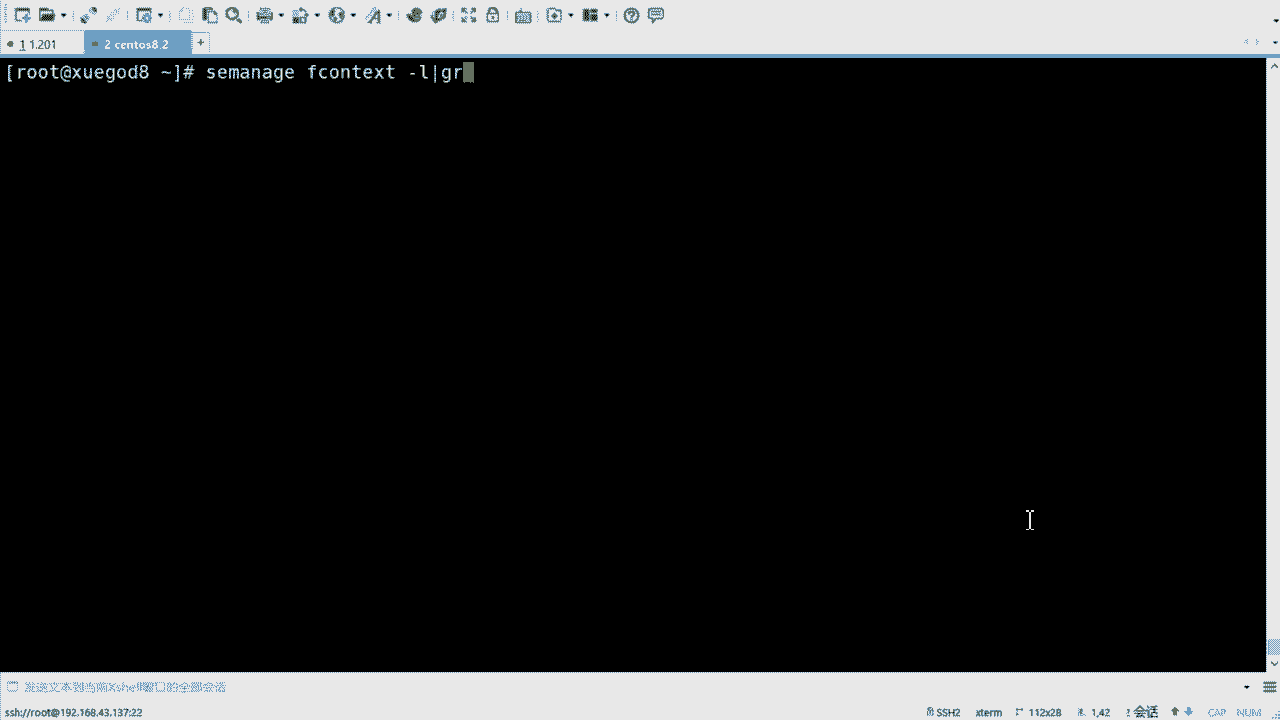 1 1.201
2 centos8.2
+
[root@xuegod8 ~]# semanage fcontext -l|gr
发送文本到当前Xshell窗口的全部会话
ssh://root@192.168.43.137:22
SSH2
xterm
112x28
1,42
1 会话
CAP
NUM